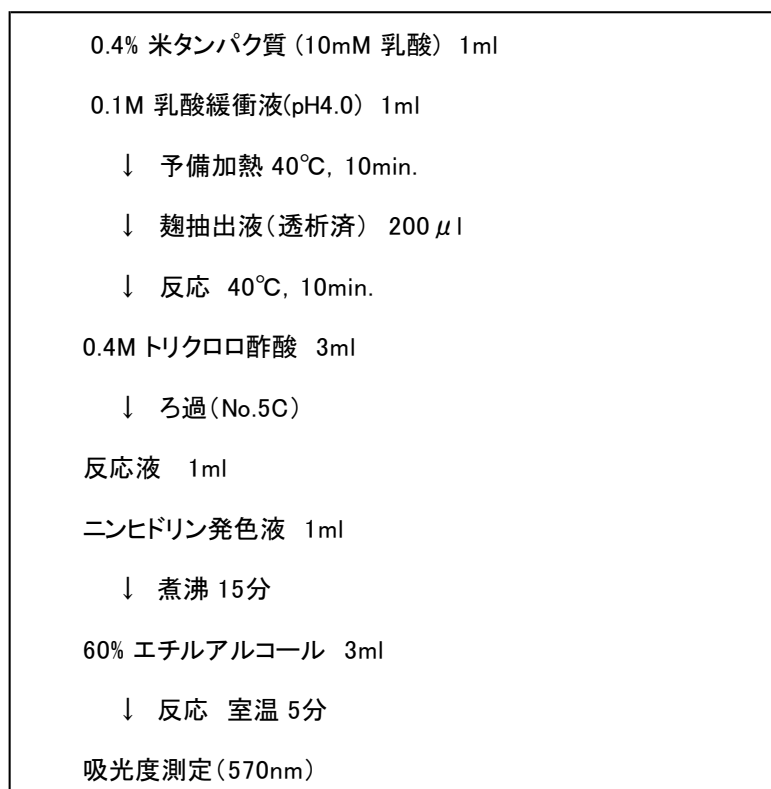 0.4% 米タンパク質 (10mM 乳酸) 1ml
0.1M 乳酸緩衝液(pH4.0) 1ml
↓ 予備加熱 40℃, 10min.
↓ 麹抽出液(透析済) 200μl
↓ 反応 40℃, 10min.
0.4M トリクロロ酢酸 3ml
↓ ろ過(No.5C)
反応液 1ml
ニンヒドリン発色液 1ml
↓ 煮沸 15分
60% エチルアルコール 3ml
↓ 反応 室温 5分
吸光度測定(570nm)